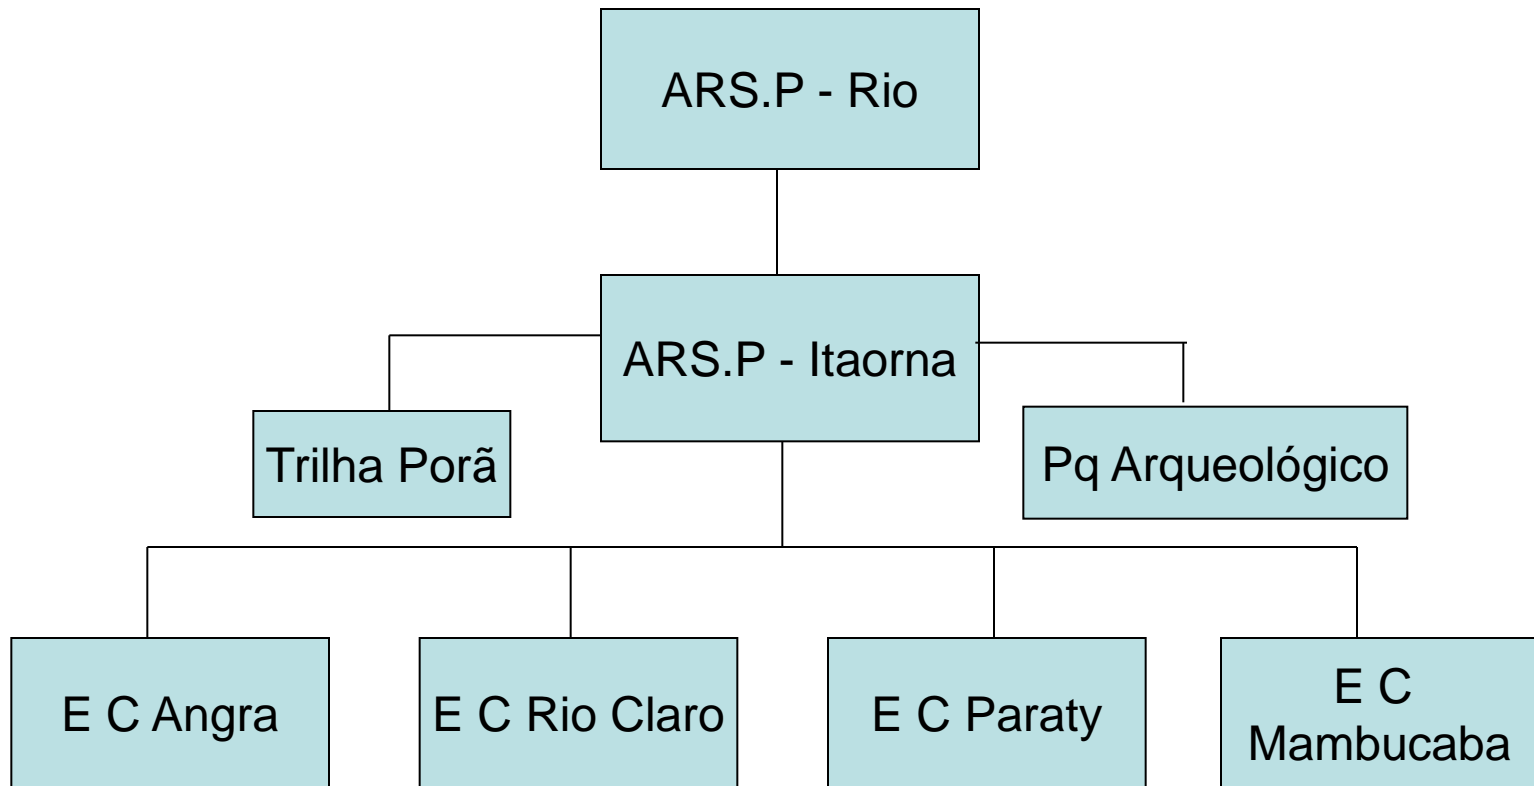 ARS.P - Rio
ARS.P - Itaorna
Trilha Porã
Pq Arqueológico
E C Angra
E C Rio Claro
E C Paraty
E C
Mambucaba